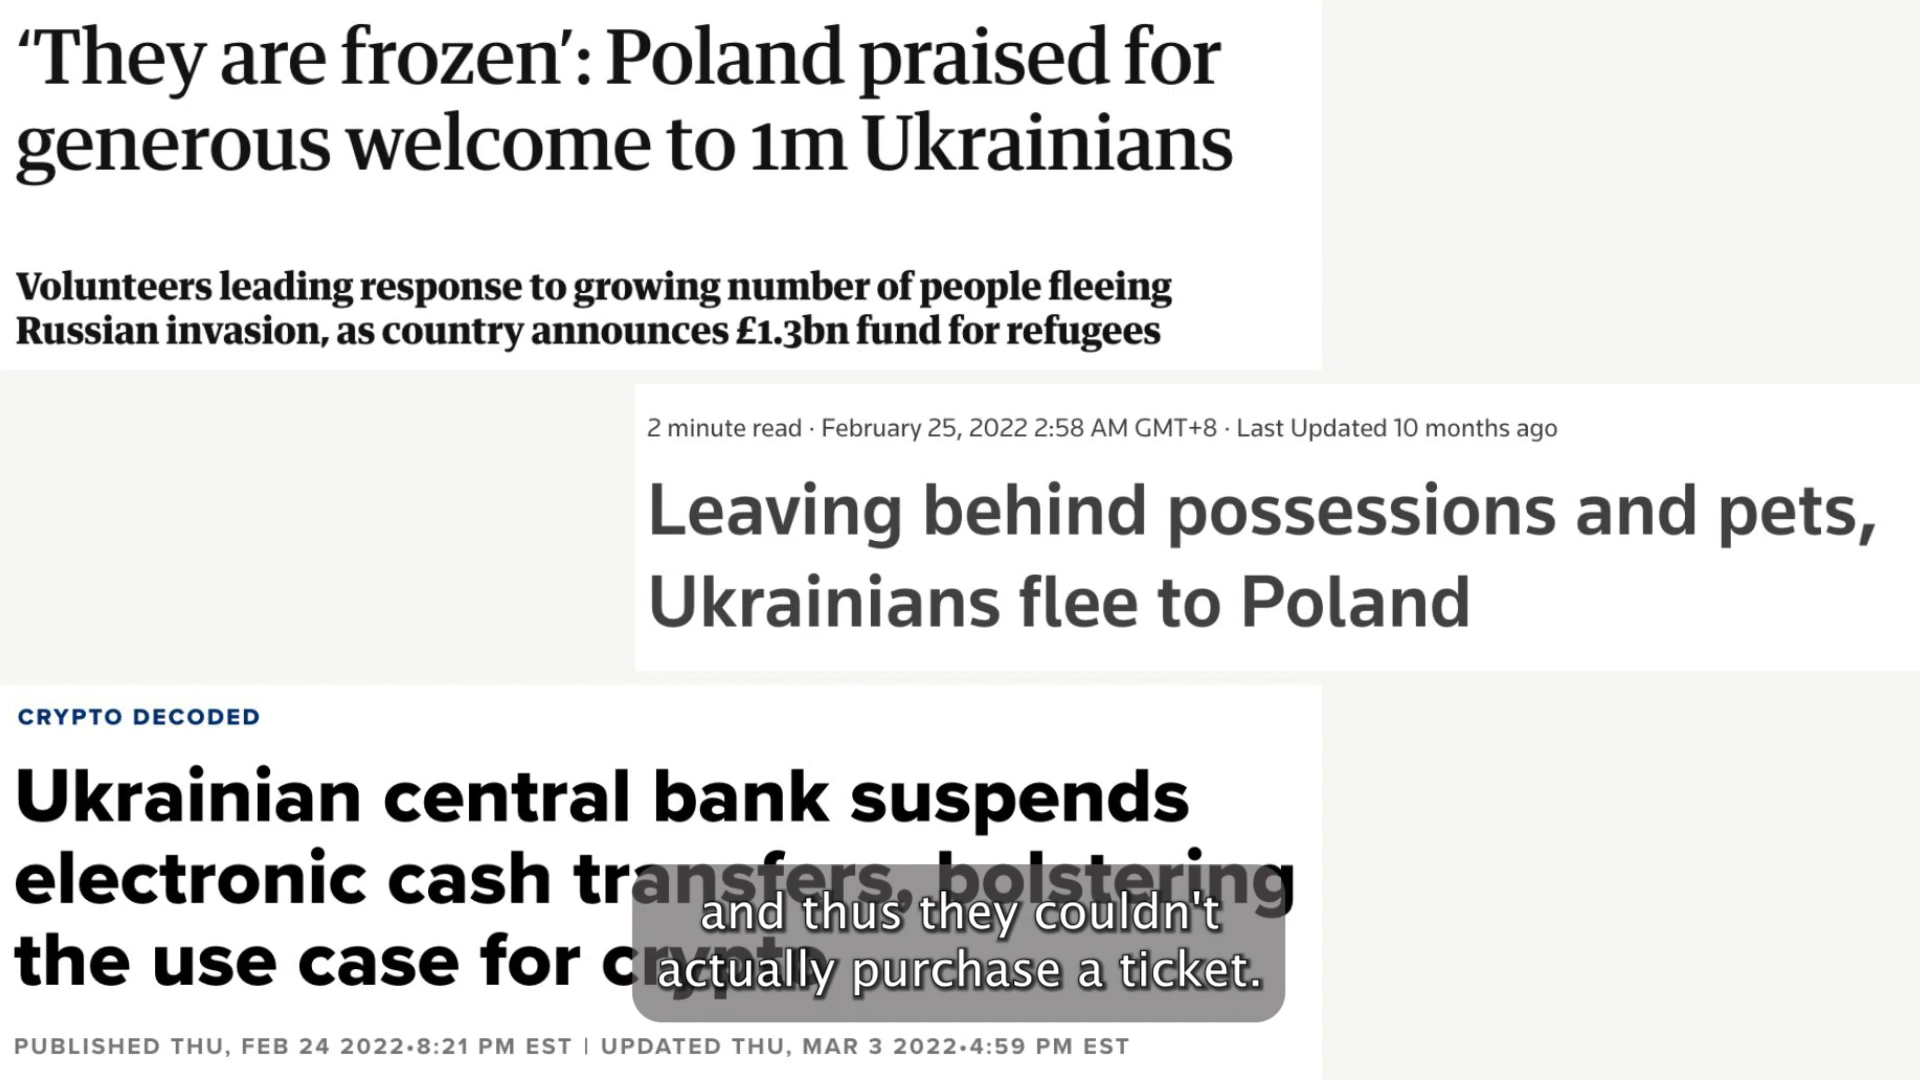 ‘They are frozen’: Poland praised for
generous welcome to 1m Ukrainians
Volunteers leading response to growing number of people fleeing
Russian invasion, as country announces £1.3bn fund for refugees
2 minute read · February 25, 2022 2:58 AM GMT+8 · Last Updated 10 months ago
Leaving behind possessions and pets,
Ukrainians flee to Poland
CRYPTO DECODED
Ukrainian central bank suspends
electronic cash transfers, bolstering
the use case for crypto
and thus they couldn't
actually purchase a ticket.
PUBLISHED THU, FEB 24 2022•8:21 PM EST | UPDATED THU, MAR 3 2022•4:59 PM EST